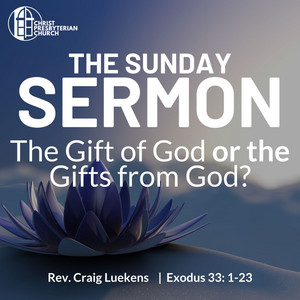 CHRIST
PRESBYTERIAN
CHURCH
THE SUNDAY
SERMON
The Gift of God or the
Gifts from God?
Rev. Craig Luekens | Exodus 33: 1-23